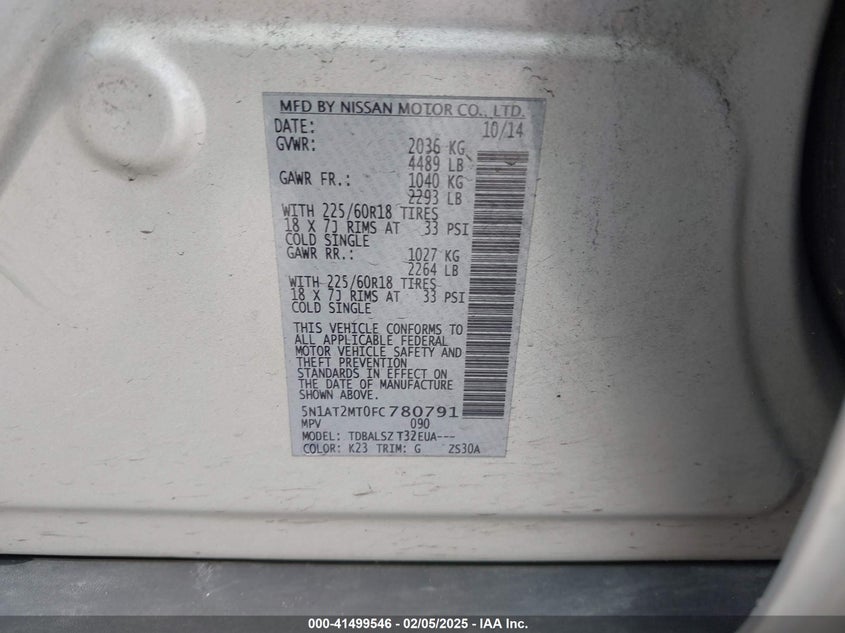 MFD BY NISSAN MOTOR CO., LTD.
DATE: 10/14
GVWR: 2036 KG
4489 LB
GAWR FR.: 1040 KG
2293 LB
WITH 225/60R18 TIRES
18 X 7J RIMS AT 33 PSI
COLD SINGLE
GAWR RR.: 1027 KG
2264 LB
WITH 225/60R18 TIRES
18 X 7J RIMS AT 33 PSI
COLD SINGLE
THIS VEHICLE CONFORMS TO
ALL APPLICABLE FEDERAL
MOTOR VEHICLE SAFETY AND
THEFT PREVENTION
STANDARDS IN EFFECT ON
THE DATE OF MANUFACTURE
SHOWN ABOVE.
5N1AT2MT0FC780791
MPV 090
MODEL: TDBALSZ T32EUA---
COLOR: K23 TRIM: G ZS30A
000-41499546 - 02/05/2025 - IAA Inc.